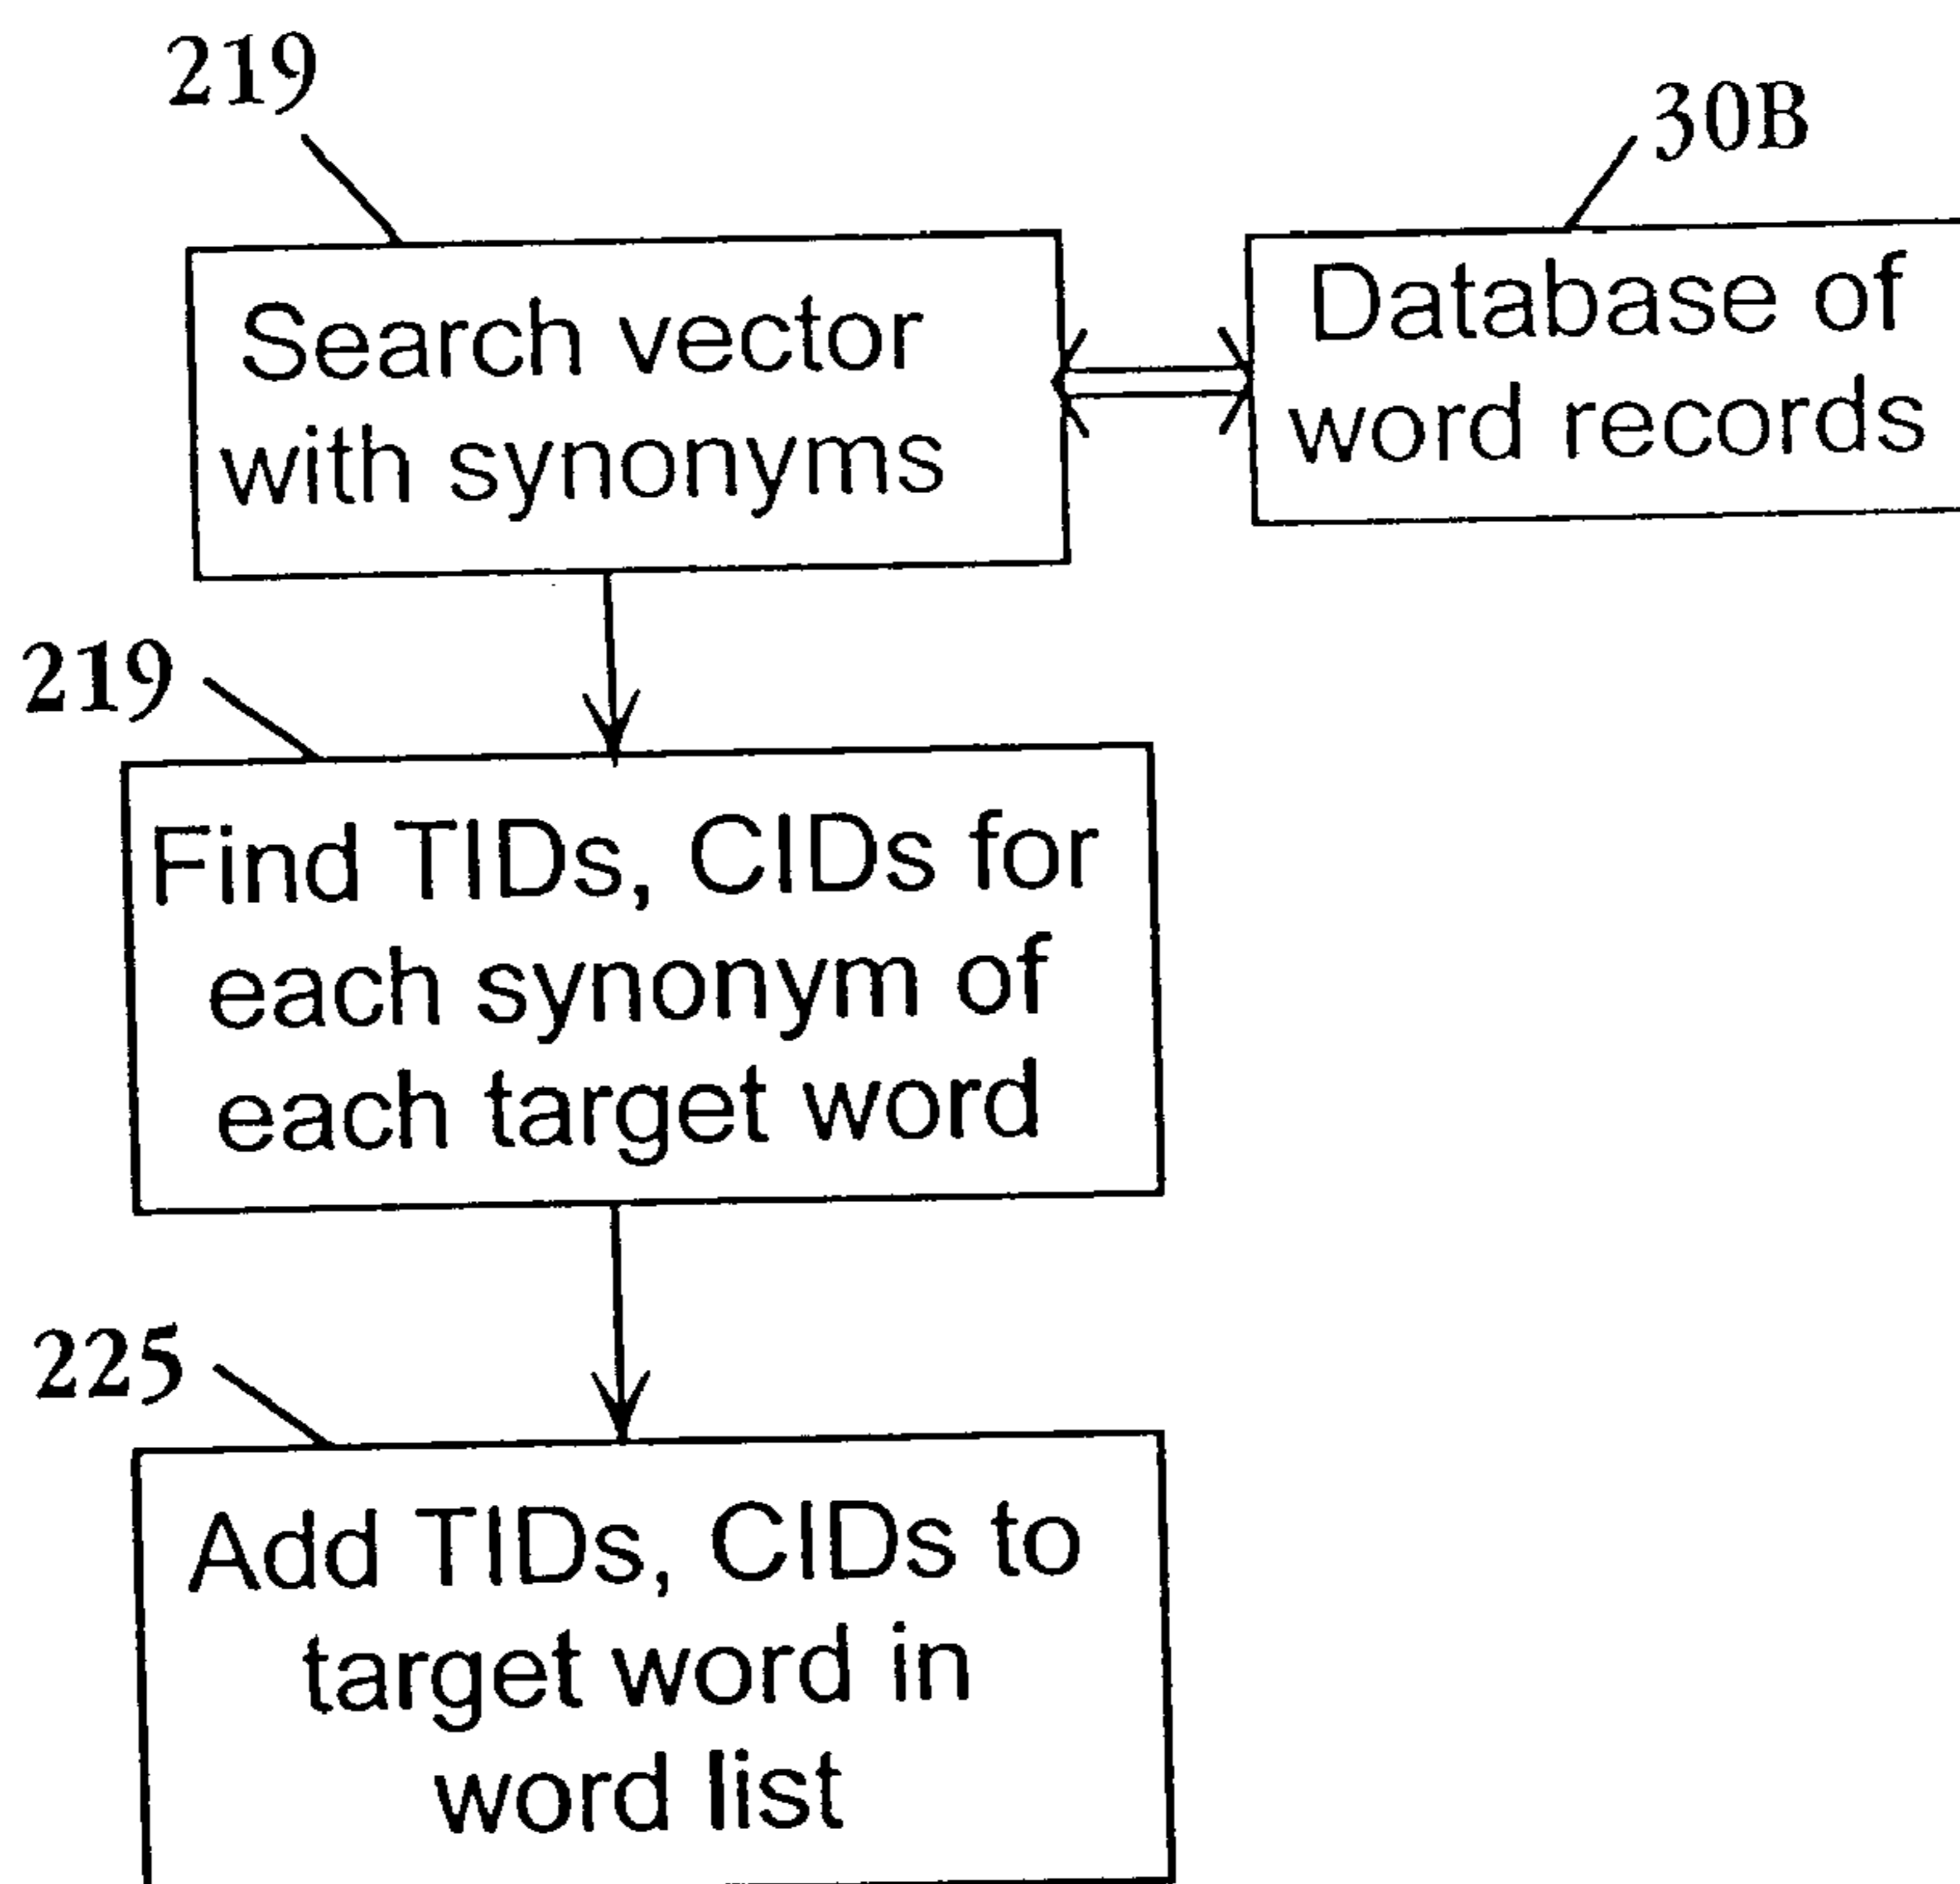 219
30B
Search vector
with synonyms
Database of
word records
219
Find TIDs, CIDs for
each synonym of
each target word
225
Add TIDs, CIDs to
target word in
word list